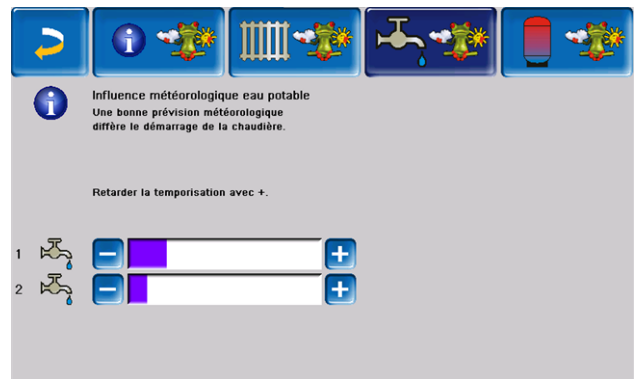 Influence météorologique eau potable
Une bonne prévision météorologique
diffère le démarrage de la chaudière.
Retarder la temporisation avec +.
1
2